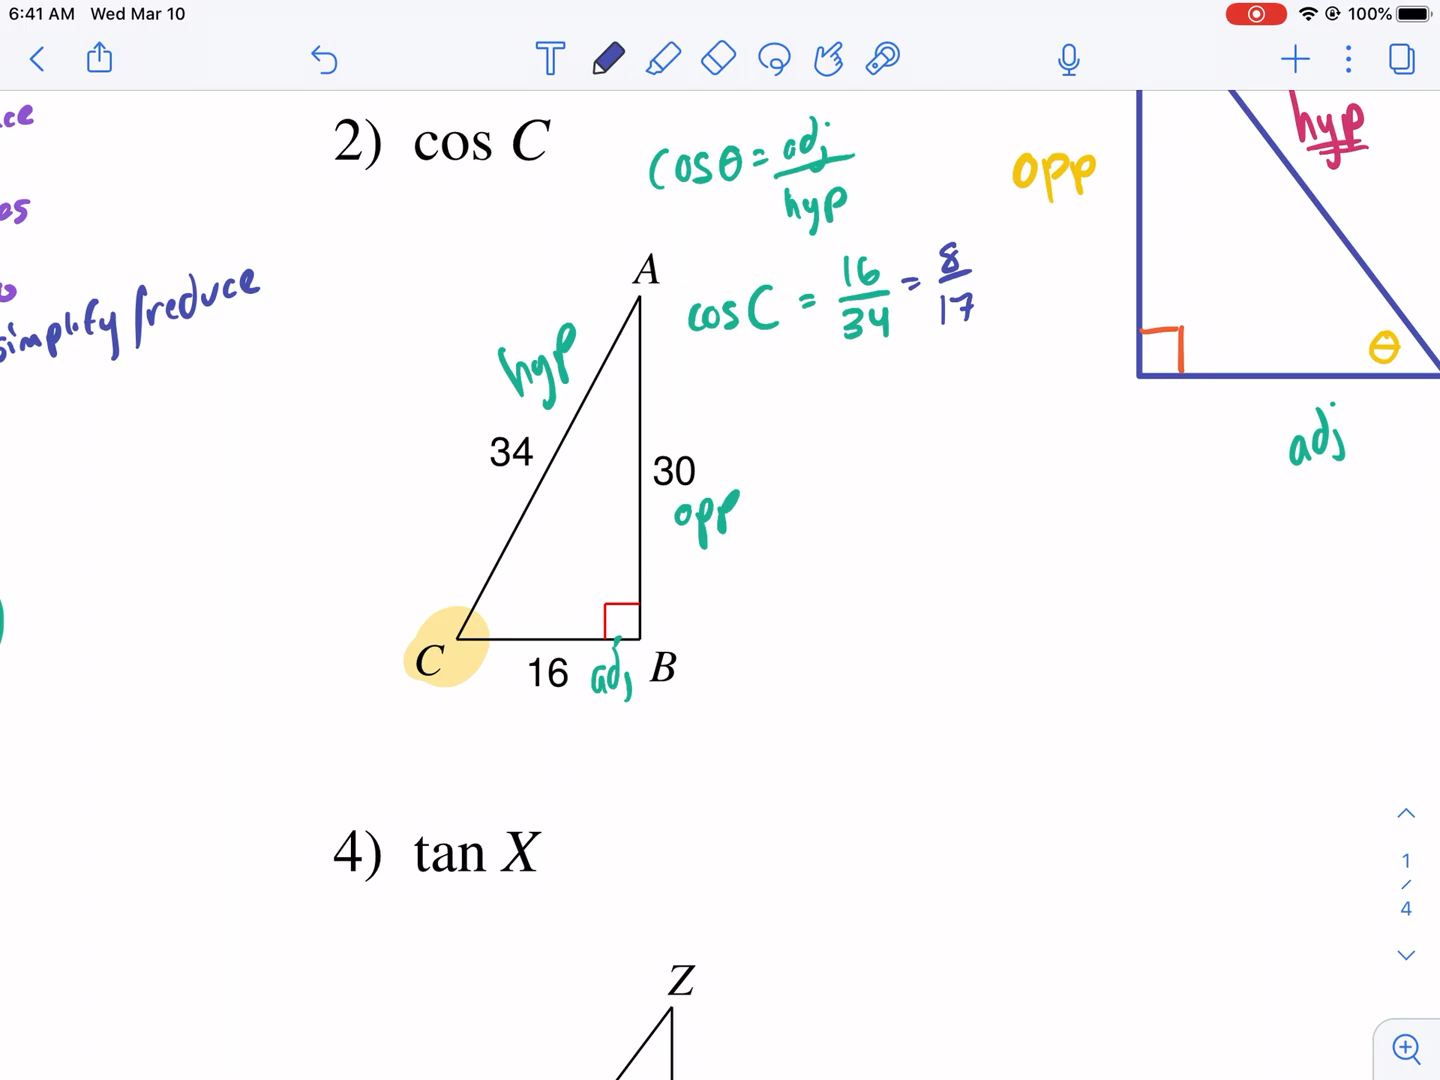 6:41 AM Wed Mar 10
100%
T
hyp
2) cos C
cosθ = adj
hyp
opp
simplify/reduce
A
cos C = 16/34 = 8/17
hyp
θ
34
30
opp
adj
C
16 adj B
4) tan X
1
/
4
Z